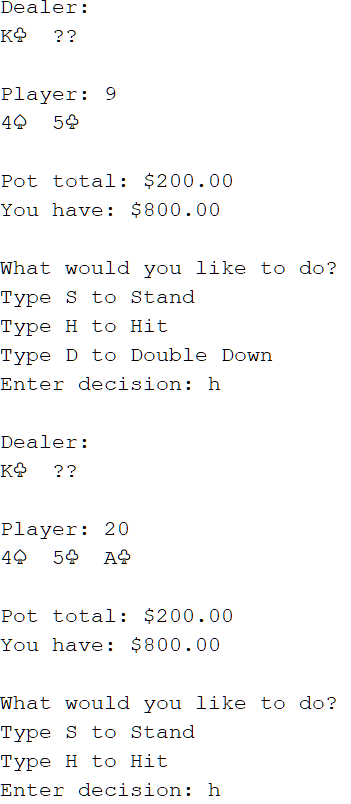 Dealer:
K♧ ??
Player: 9
4♤ 5♧
Pot total: $200.00
You have: $800.00
What would you like to do?
Type S to Stand
Type H to Hit
Type D to Double Down
Enter decision: h
Dealer:
K♧ ??
Player: 20
4♤ 5♧ A♧
Pot total: $200.00
You have: $800.00
What would you like to do?
Type S to Stand
Type H to Hit
Enter decision: h